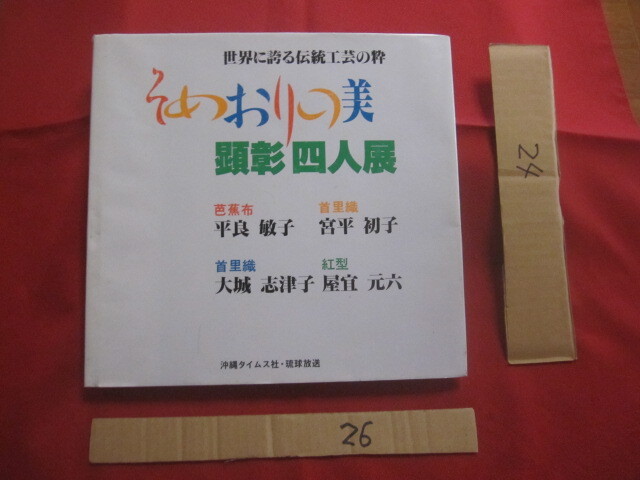 世界に誇る伝統工芸の粋
そめおりの美
顕彰 四人展
芭蕉布 首里織
平良 敏子 宮平 初子
首里織 紅型
大城 志津子 屋宜 元六
沖縄タイムス社・琉球放送
24
26